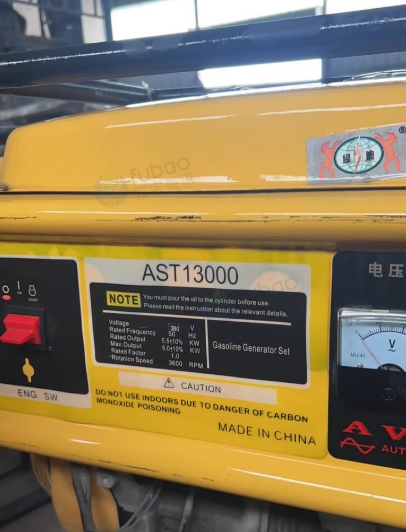 fubao
®
AST13000
NOTE
You must pour the oil to the cylinder before use.
Please read the instruction about the relevant details.
Voltage 380 V
Rated Frequency 50 Hz
Rated Output 5.5±10% KW
Max. Output 6.0±10% KW
Rated Factor 1.0
Rotation Speed 3600 RPM
Gasoline Generator Set
CAUTION
DO NOT USE INDOORS DUE TO DANGER OF CARBON
MONOXIDE POISONING
MADE IN CHINA
ENG SW
电压
V
AV
AUT